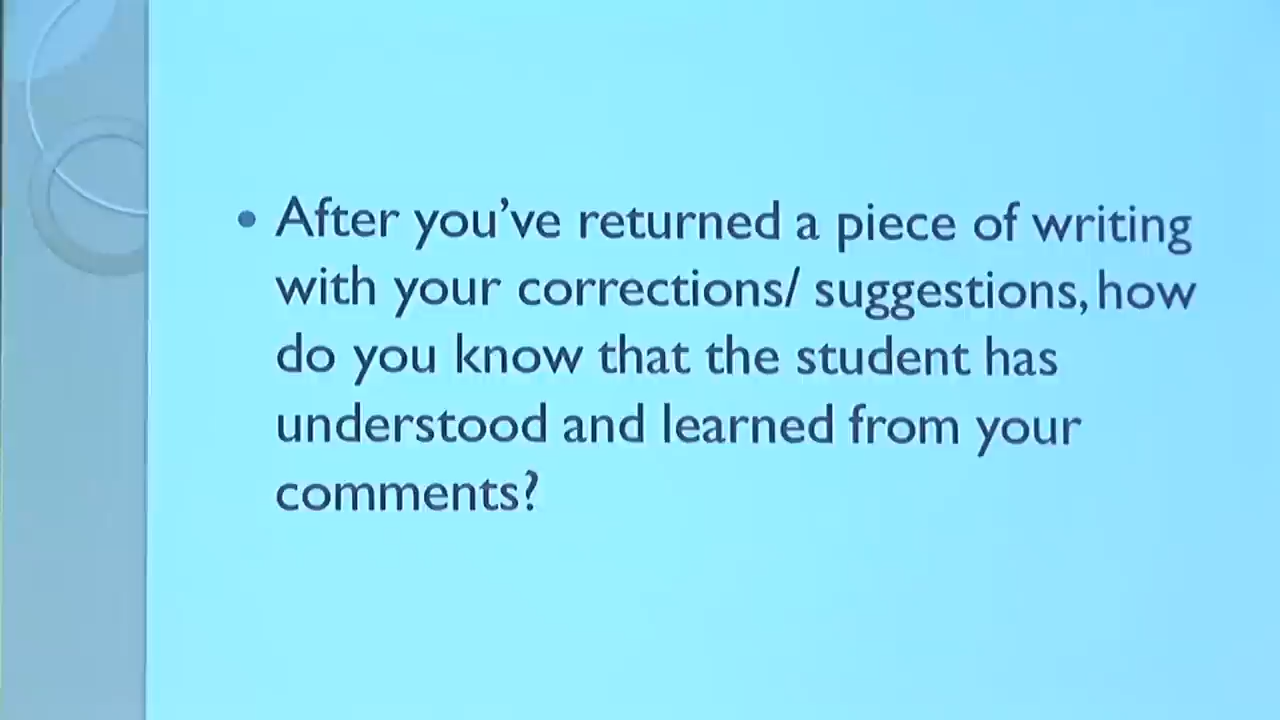 • After you've returned a piece of writing
with your corrections/ suggestions, how
do you know that the student has
understood and learned from your
comments?